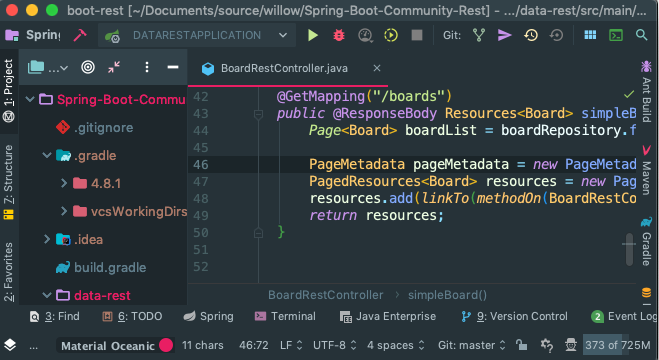 boot-rest [~/Documents/source/willow/Spring-Boot-Community-Rest] - .../data-rest/src/main/...
Spring
DATARESTAPPLICATION
Git:
1: Project
Z: Structure
2: Favorites
...
Spring-Boot-Commu
.gitignore
.gradle
4.8.1
vcsWorkingDirs
.idea
build.gradle
data-rest
BoardRestController.java
42 @GetMapping("/boards")
43 public @ResponseBody Resources<Board> simpleB
44 Page<Board> boardList = boardRepository.f
46 PageMetadata pageMetadata = new PageMetad
47 PagedResources<Board> resources = new Pag
48 resources.add(linkTo(methodOn(BoardRestCo
49 return resources;
50 }
51
52
BoardRestController › simpleBoard()
Ant Build
Maven
Gradle
3: Find
6: TODO
Spring
Terminal
Java Enterprise
9: Version Control
2 Event Log
... Material Oceanic 11 chars 46:72 LF UTF-8 4 spaces Git: master 373 of 725M